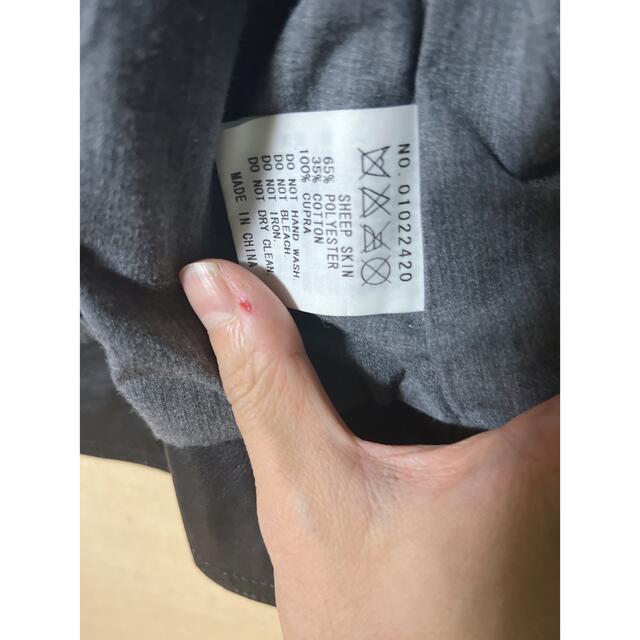 NO. 01022420
SHEEP SKIN
65% POLYESTER
35% COTTON
100% CUPRA
DO NOT HAND WASH.
DO NOT BLEACH.
DO NOT IRON.
DO NOT DRY CLEAN
MADE IN CHINA